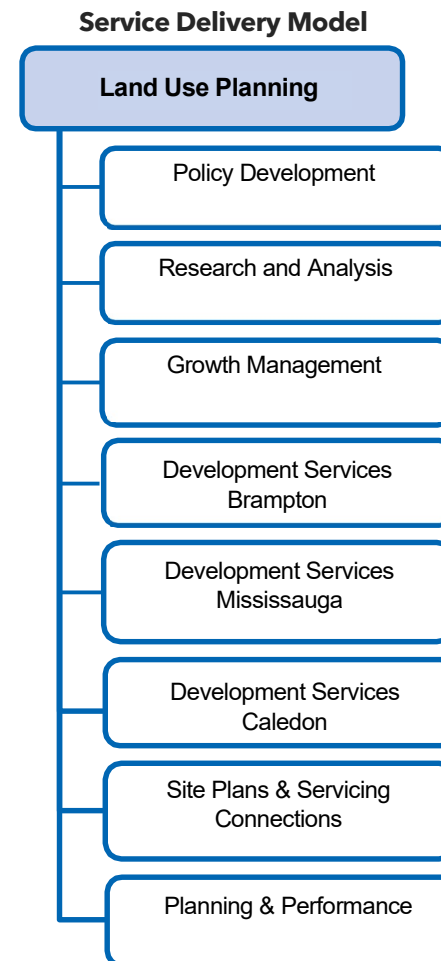 Service Delivery Model
Land Use Planning
Policy Development
Research and Analysis
Growth Management
Development Services
Brampton
Development Services
Mississauga
Development Services
Caledon
Site Plans & Servicing
Connections
Planning & Performance